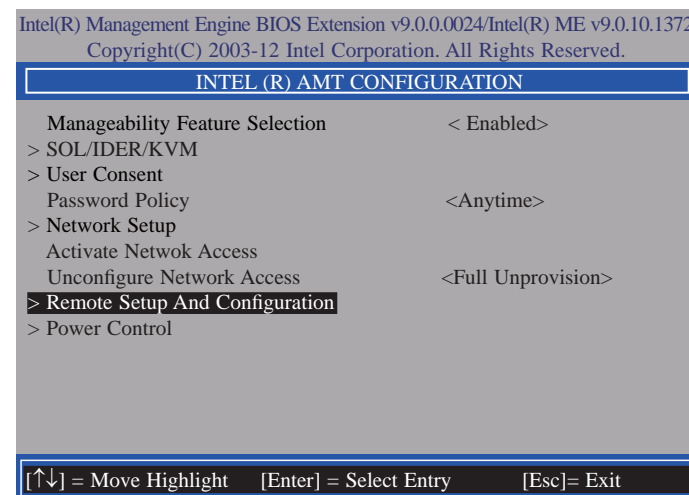 Intel(R) Management Engine BIOS Extension v9.0.0.0024/Intel(R) ME v9.0.10.1372
Copyright(C) 2003-12 Intel Corporation. All Rights Reserved.
INTEL (R) AMT CONFIGURATION
Manageability Feature Selection < Enabled>
> SOL/IDER/KVM
> User Consent
Password Policy <Anytime>
> Network Setup
Activate Netwok Access
Unconfigure Network Access <Full Unprovision>
> Remote Setup And Configuration
> Power Control
[↑↓] = Move Highlight [Enter] = Select Entry [Esc]= Exit